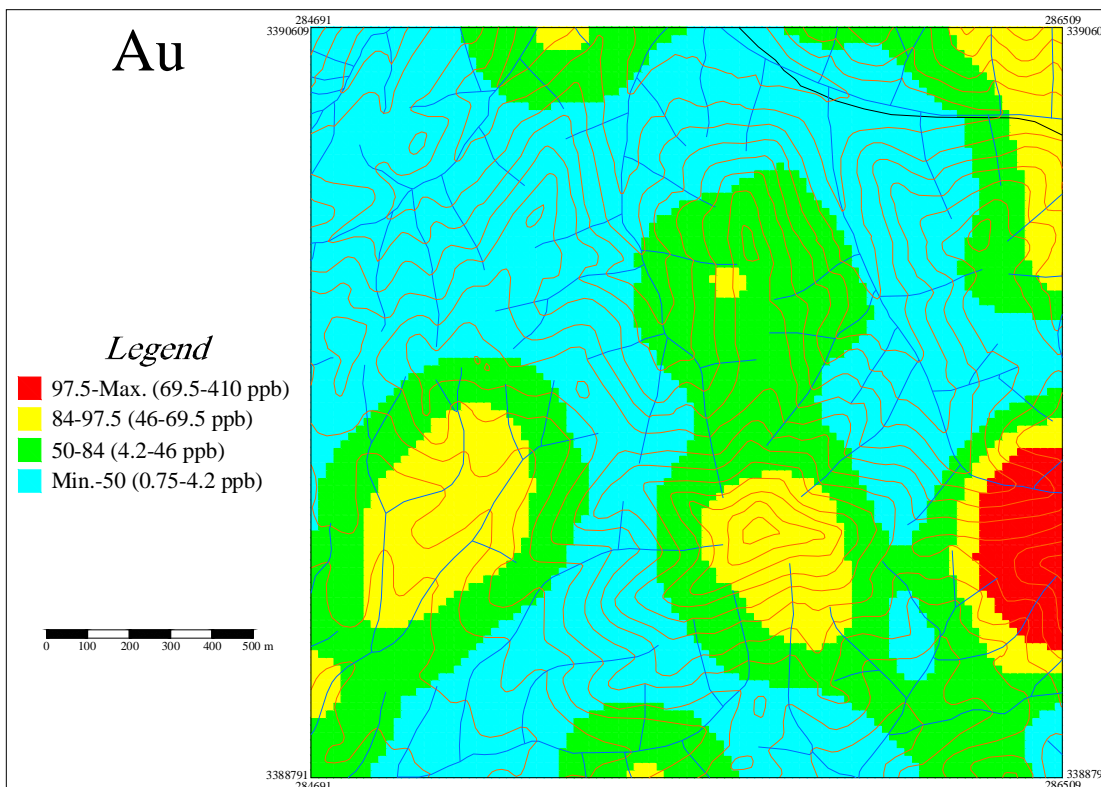 284691
286509
3390609
339060
Au
Legend
97.5-Max. (69.5-410 ppb)
84-97.5 (46-69.5 ppb)
50-84 (4.2-46 ppb)
Min.-50 (0.75-4.2 ppb)
0 100 200 300 400 500 m
3388791
338879
284691
286509